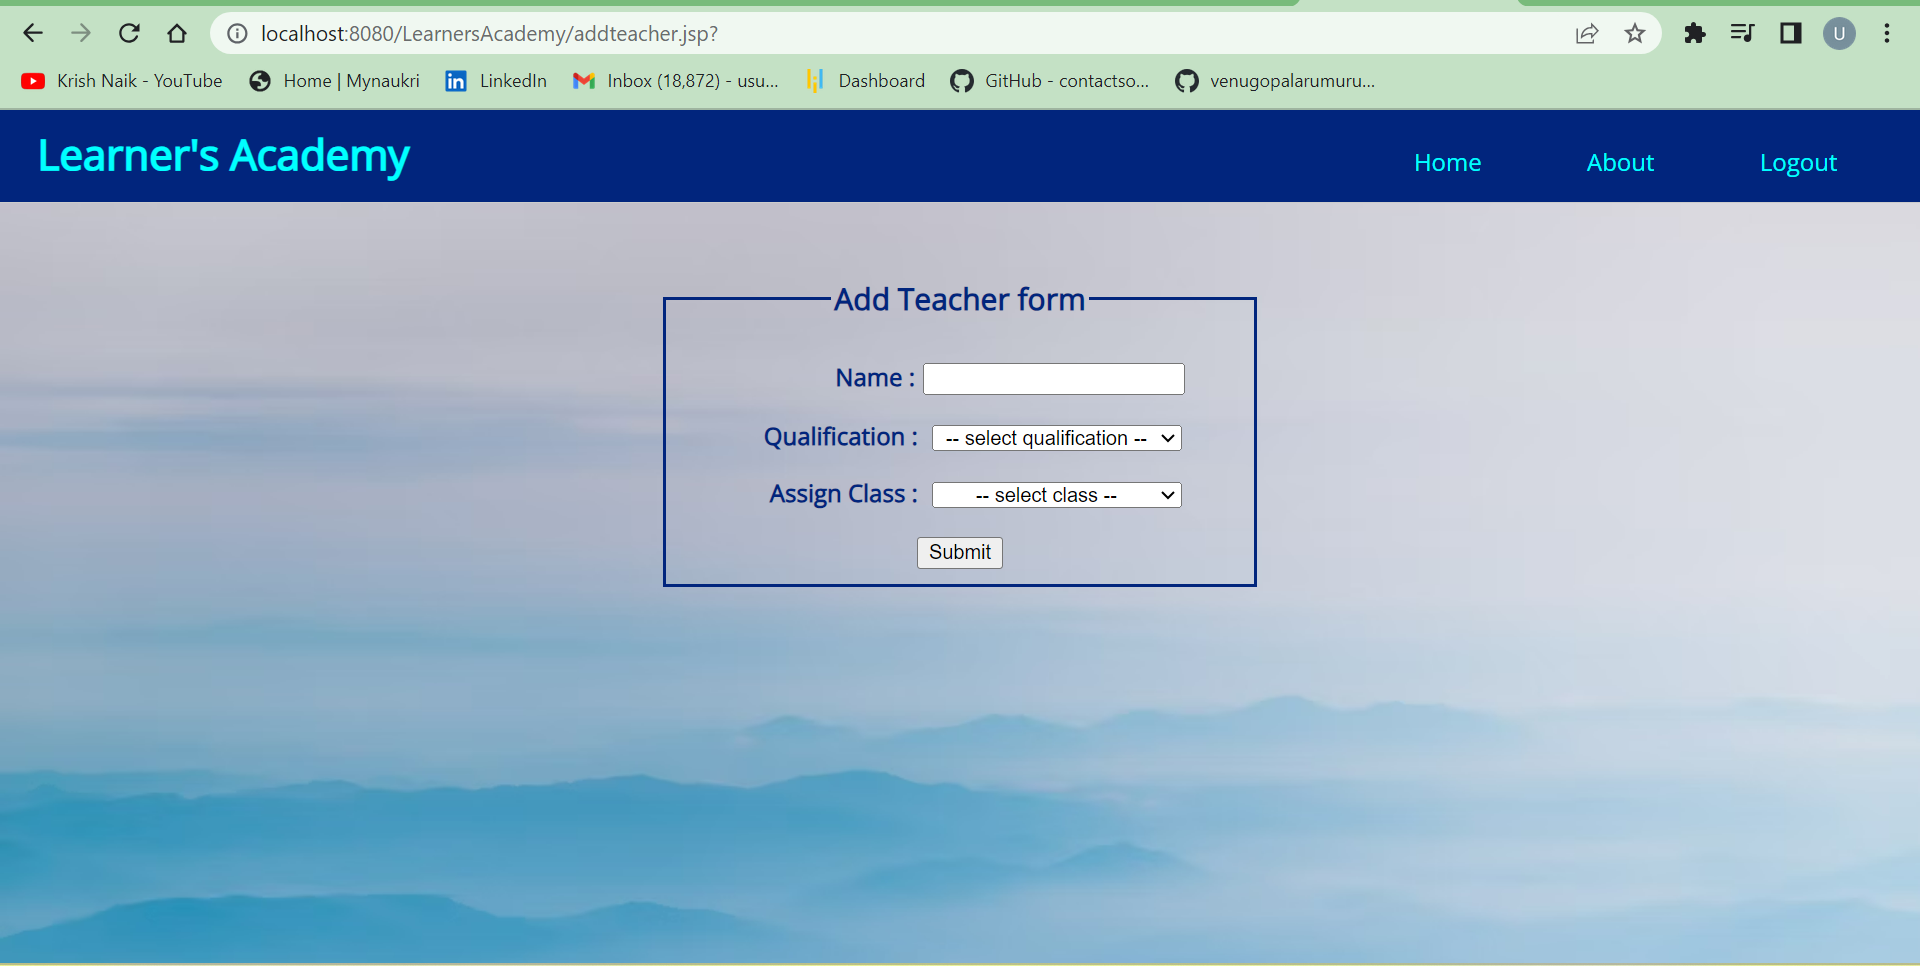 localhost:8080/LearnersAcademy/addteacher.jsp?
U
Krish Naik - YouTube
Home | Mynaukri
LinkedIn
Inbox (18,872) - usu...
Dashboard
GitHub - contactso...
venugopalarumuru...
Learner's Academy
Home
About
Logout
Add Teacher form
Name :
Qualification : -- select qualification --
Assign Class : -- select class --
Submit